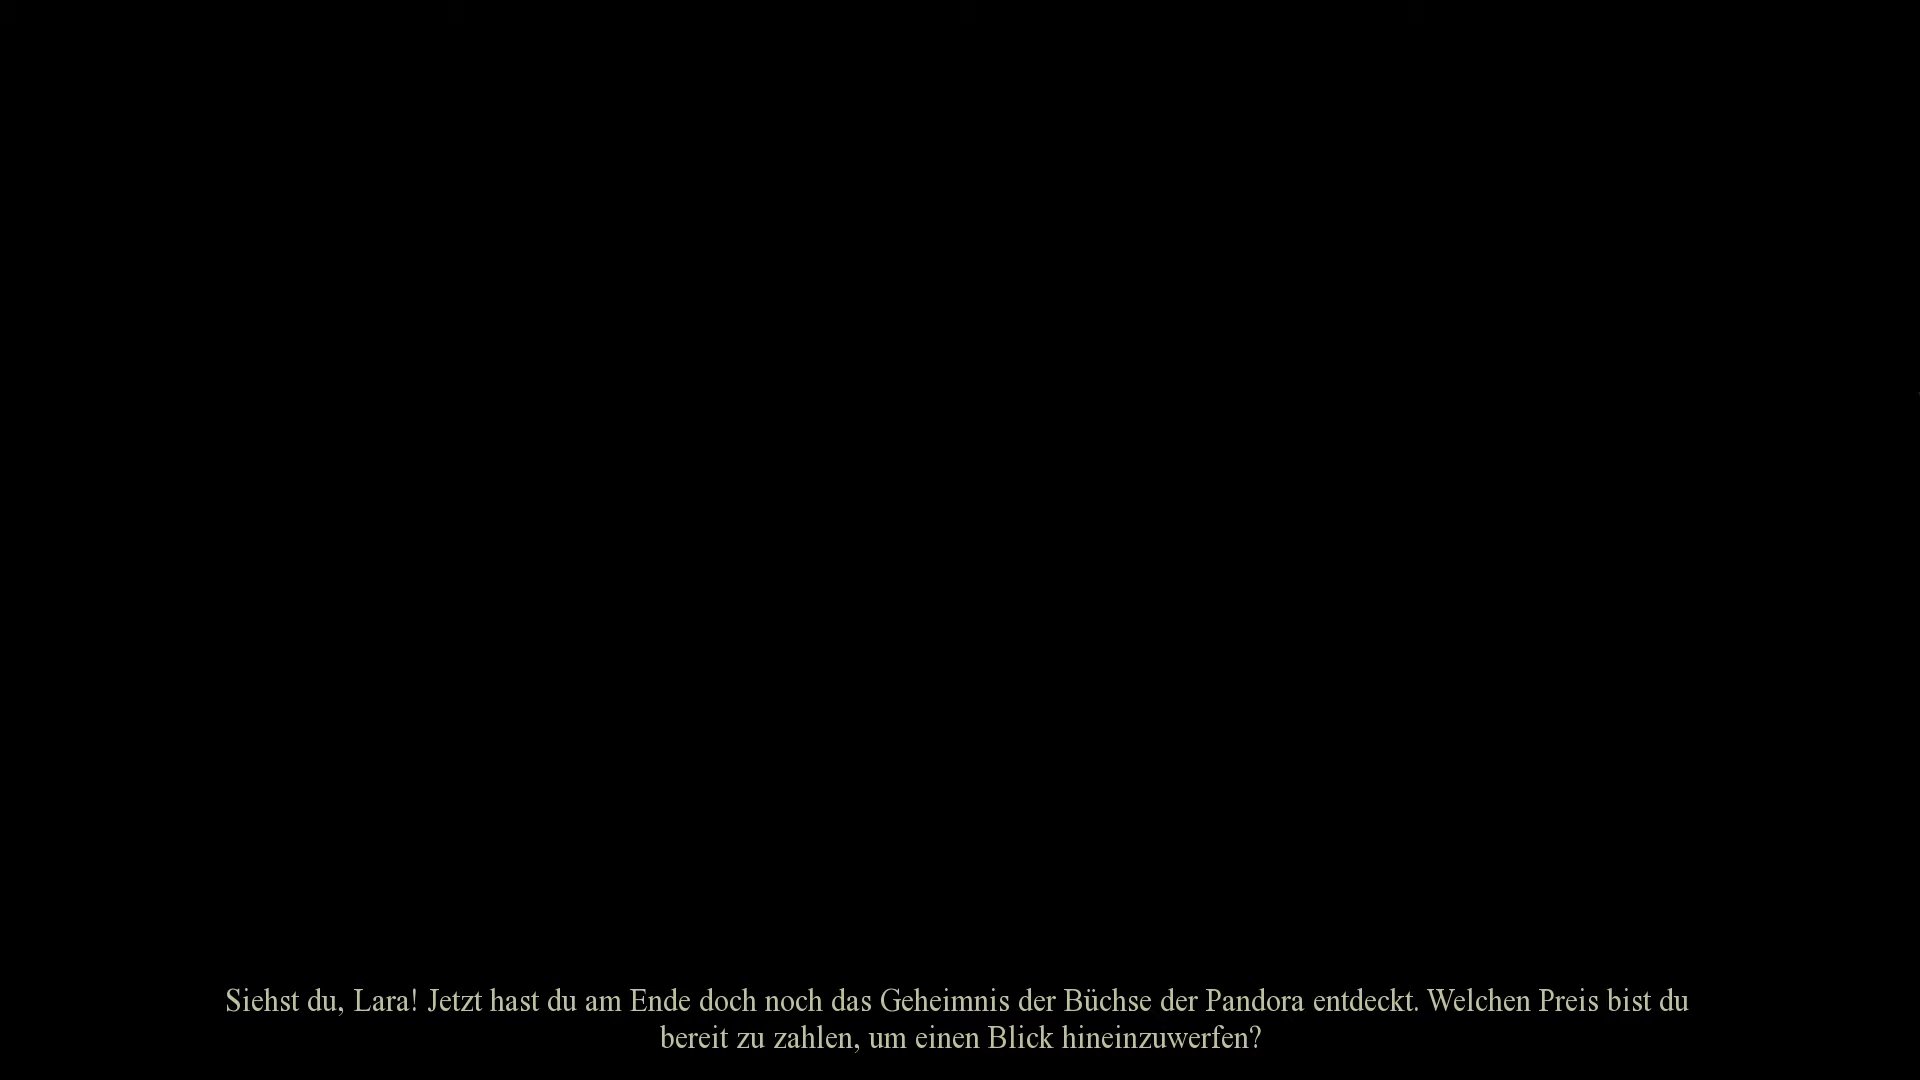 Siehst du, Lara! Jetzt hast du am Ende doch noch das Geheimnis der Büchse der Pandora entdeckt. Welchen Preis bist du
bereit zu zahlen, um einen Blick hineinzuwerfen?